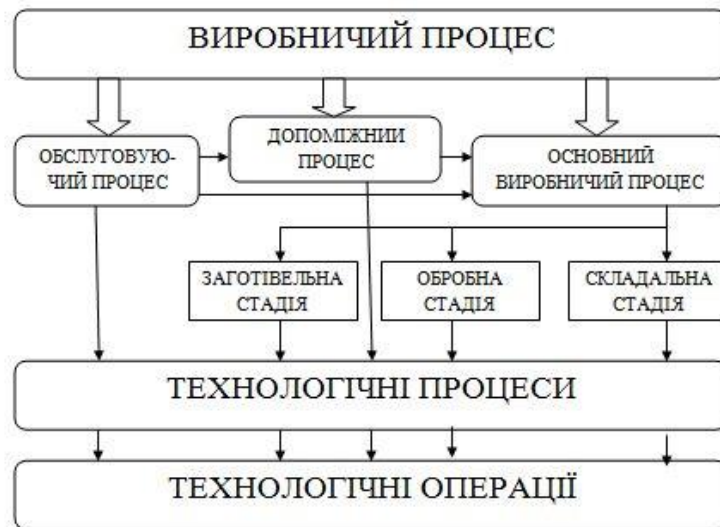 ВИРОБНИЧИЙ ПРОЦЕС
ОБСЛУГОВУЮ-
ЧИЙ ПРОЦЕС
ДОПОМІЖНИЙ
ПРОЦЕС
ОСНОВНИЙ
ВИРОБНИЧИЙ ПРОЦЕС
ЗАГОТІВЕЛЬНА
СТАДІЯ
ОБРОБНА
СТАДІЯ
СКЛАДАЛЬНА
СТАДІЯ
ТЕХНОЛОГІЧНІ ПРОЦЕСИ
ТЕХНОЛОГІЧНІ ОПЕРАЦІЇ